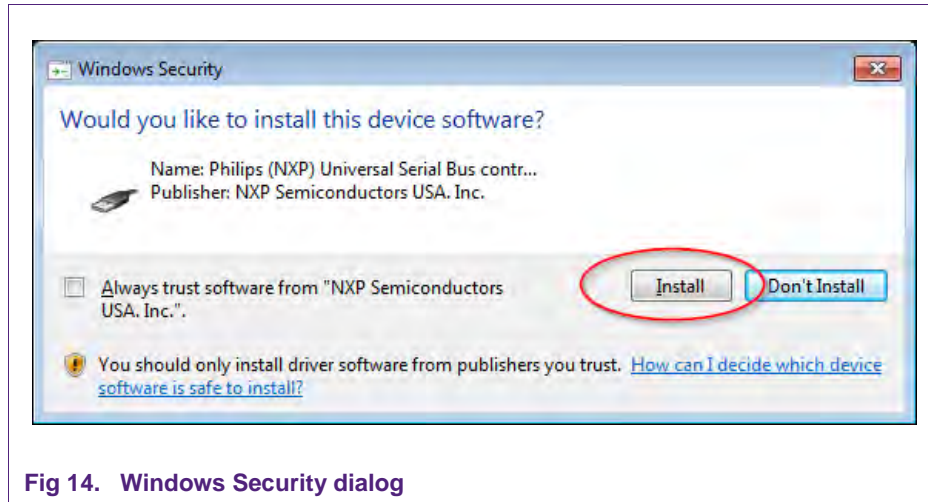 Windows Security
Would you like to install this device software?
Name: Philips (NXP) Universal Serial Bus contr...
Publisher: NXP Semiconductors USA. Inc.
Always trust software from "NXP Semiconductors
USA. Inc.".
Install
Don't Install
You should only install driver software from publishers you trust. How can I decide which device
software is safe to install?
Fig 14. Windows Security dialog